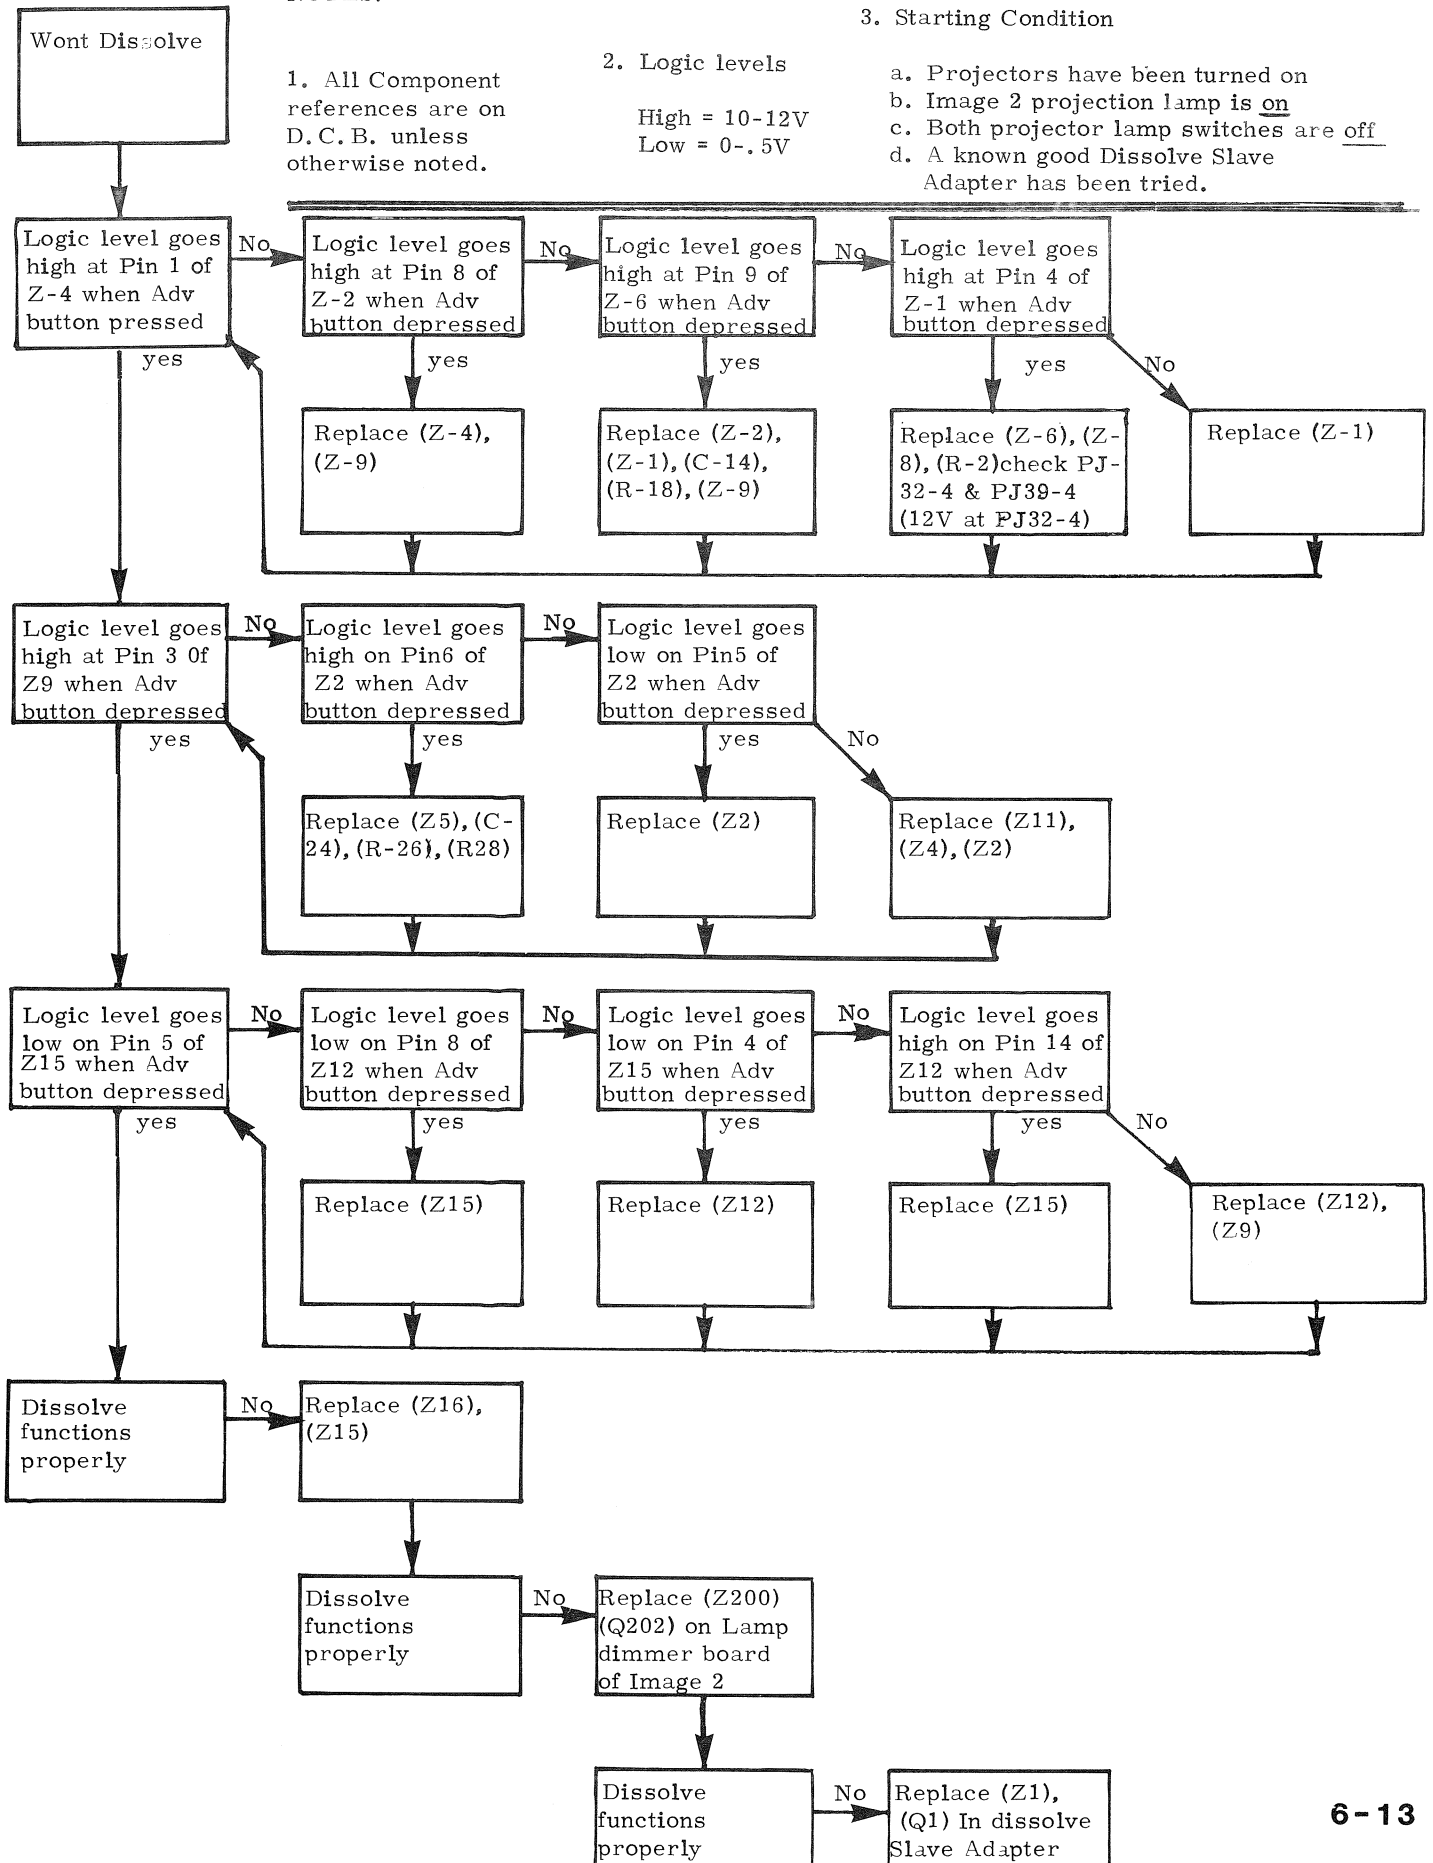 3. Starting Condition
Wont Dissolve
1. All Component
references are on
D.C.B. unless
otherwise noted.
2. Logic levels
High = 10-12V
Low = 0-.5V
a. Projectors have been turned on
b. Image 2 projection lamp is on
c. Both projector lamp switches are off
d. A known good Dissolve Slave
Adapter has been tried.
Logic level goes
high at Pin 1 of
Z-4 when Adv
button pressed
No
Logic level goes
high at Pin 8 of
Z-2 when Adv
button depressed
No
Logic level goes
high at Pin 9 of
Z-6 when Adv
button depressed
No
Logic level goes
high at Pin 4 of
Z-1 when Adv
button depressed
yes
yes
yes
yes
No
Replace (Z-4),
(Z-9)
Replace (Z-2),
(Z-1), (C-14),
(R-18), (Z-9)
Replace (Z-6), (Z-
8), (R-2)check PJ-
32-4 & PJ39-4
(12V at PJ32-4)
Replace (Z-1)
Logic level goes
high at Pin 3 0f
Z9 when Adv
button depressed
No
Logic level goes
high on Pin6 of
Z2 when Adv
button depressed
No
Logic level goes
low on Pin5 of
Z2 when Adv
button depressed
yes
yes
yes
No
Replace (Z5), (C-
24), (R-26), (R28)
Replace (Z2)
Replace (Z11),
(Z4), (Z2)
Logic level goes
low on Pin 5 of
Z15 when Adv
button depressed
No
Logic level goes
low on Pin 8 of
Z12 when Adv
button depressed
No
Logic level goes
low on Pin 4 of
Z15 when Adv
button depressed
No
Logic level goes
high on Pin 14 of
Z12 when Adv
button depressed
yes
yes
yes
yes
No
Replace (Z15)
Replace (Z12)
Replace (Z15)
Replace (Z12),
(Z9)
Dissolve
functions
properly
No
Replace (Z16),
(Z15)
Dissolve
functions
properly
No
Replace (Z200)
(Q202) on Lamp
dimmer board
of Image 2
Dissolve
functions
properly
No
Replace (Z1),
(Q1) In dissolve
Slave Adapter
6-13